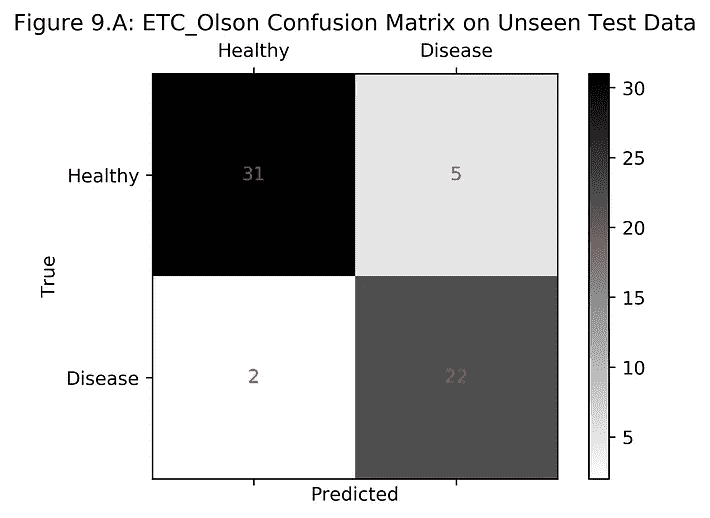 Figure 9.A: ETC_Olson Confusion Matrix on Unseen Test Data
Healthy Disease
30
Healthy 31 5
25
20
True
15
Disease 2 22
10
5
Predicted